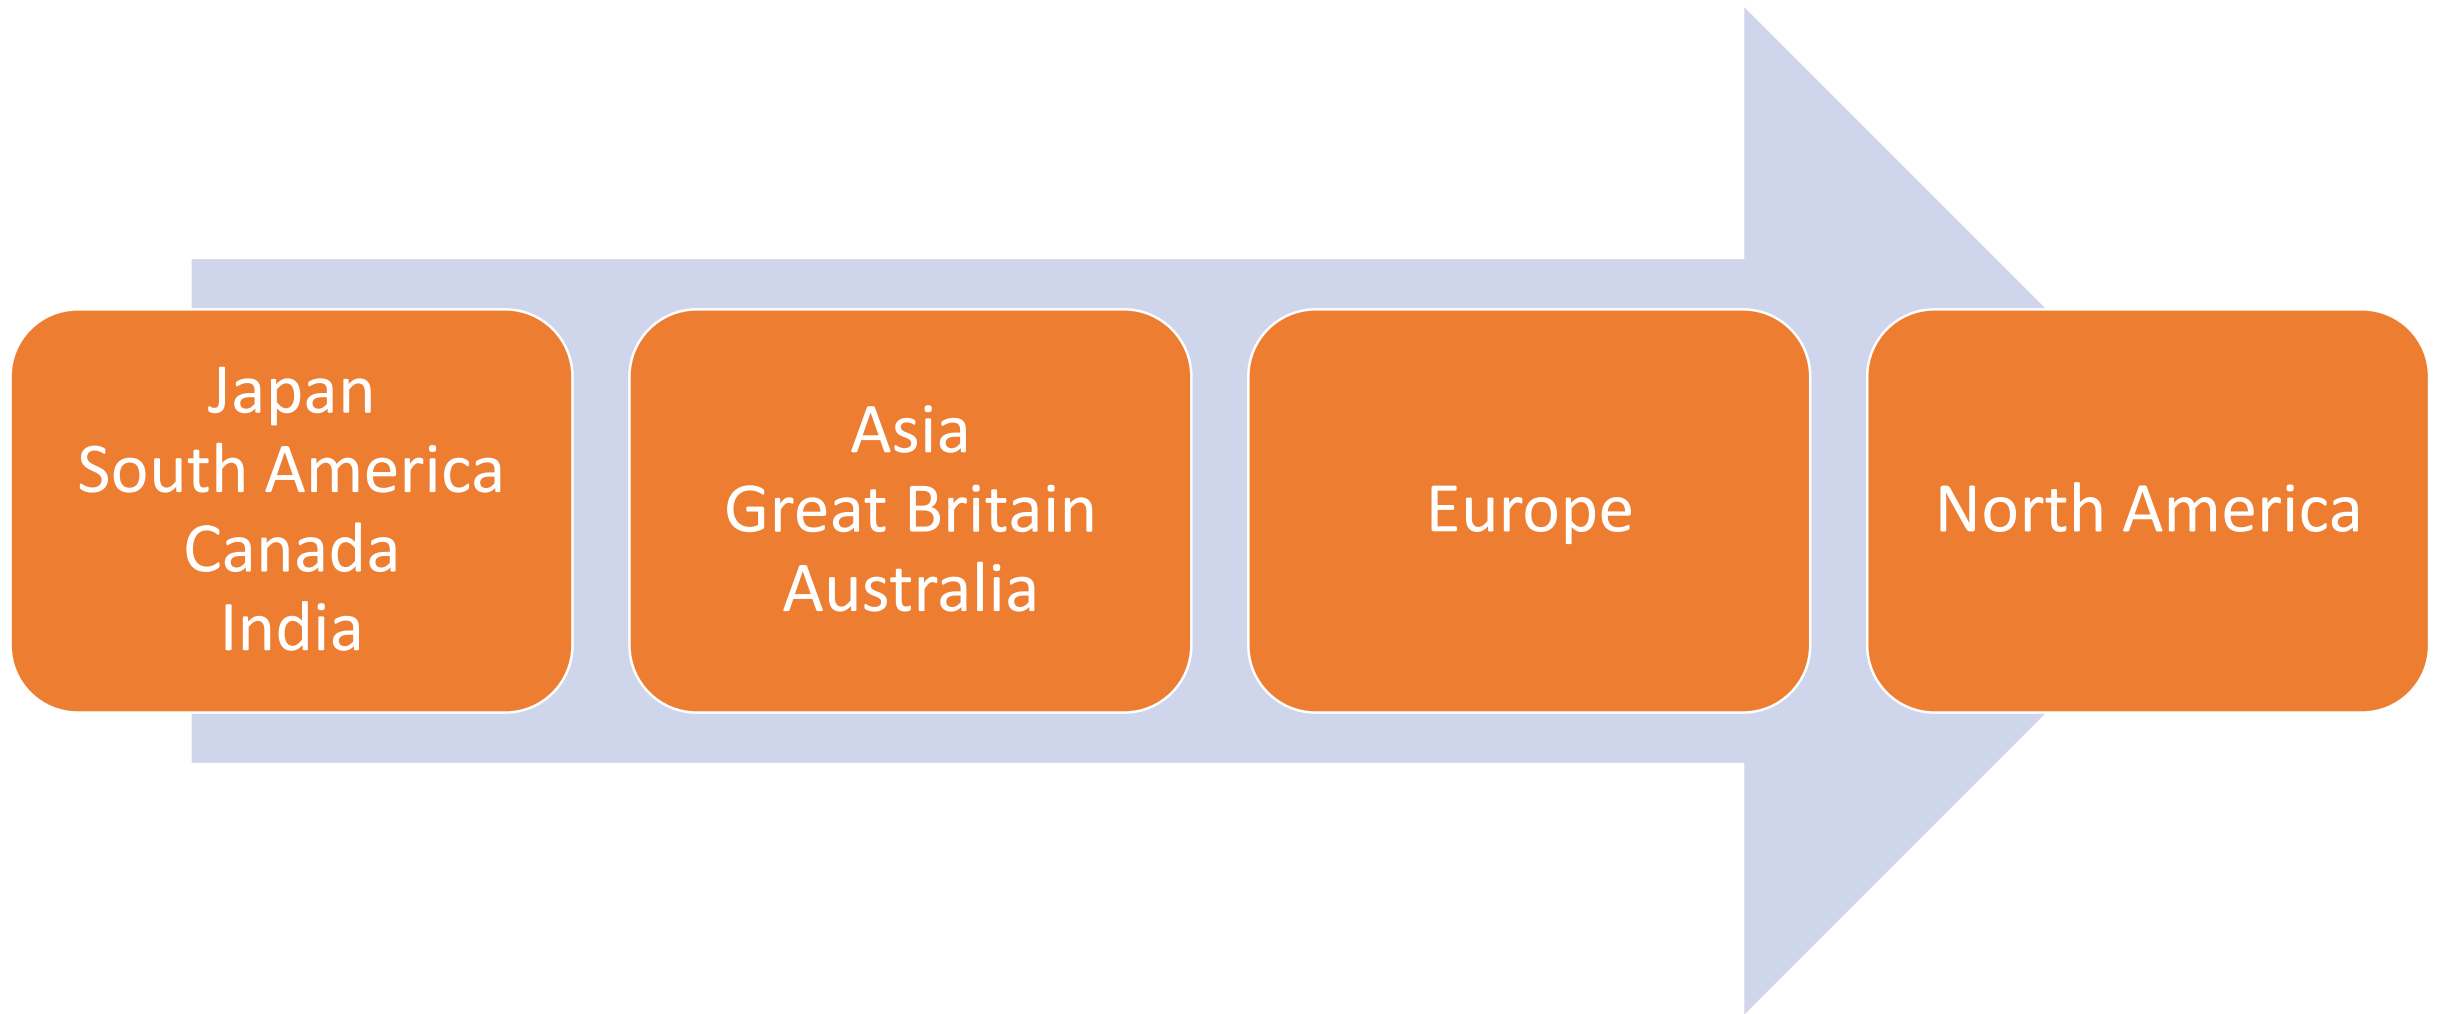 Japan
South America
Canada
India
Asia
Great Britain
Australia
Europe
North America